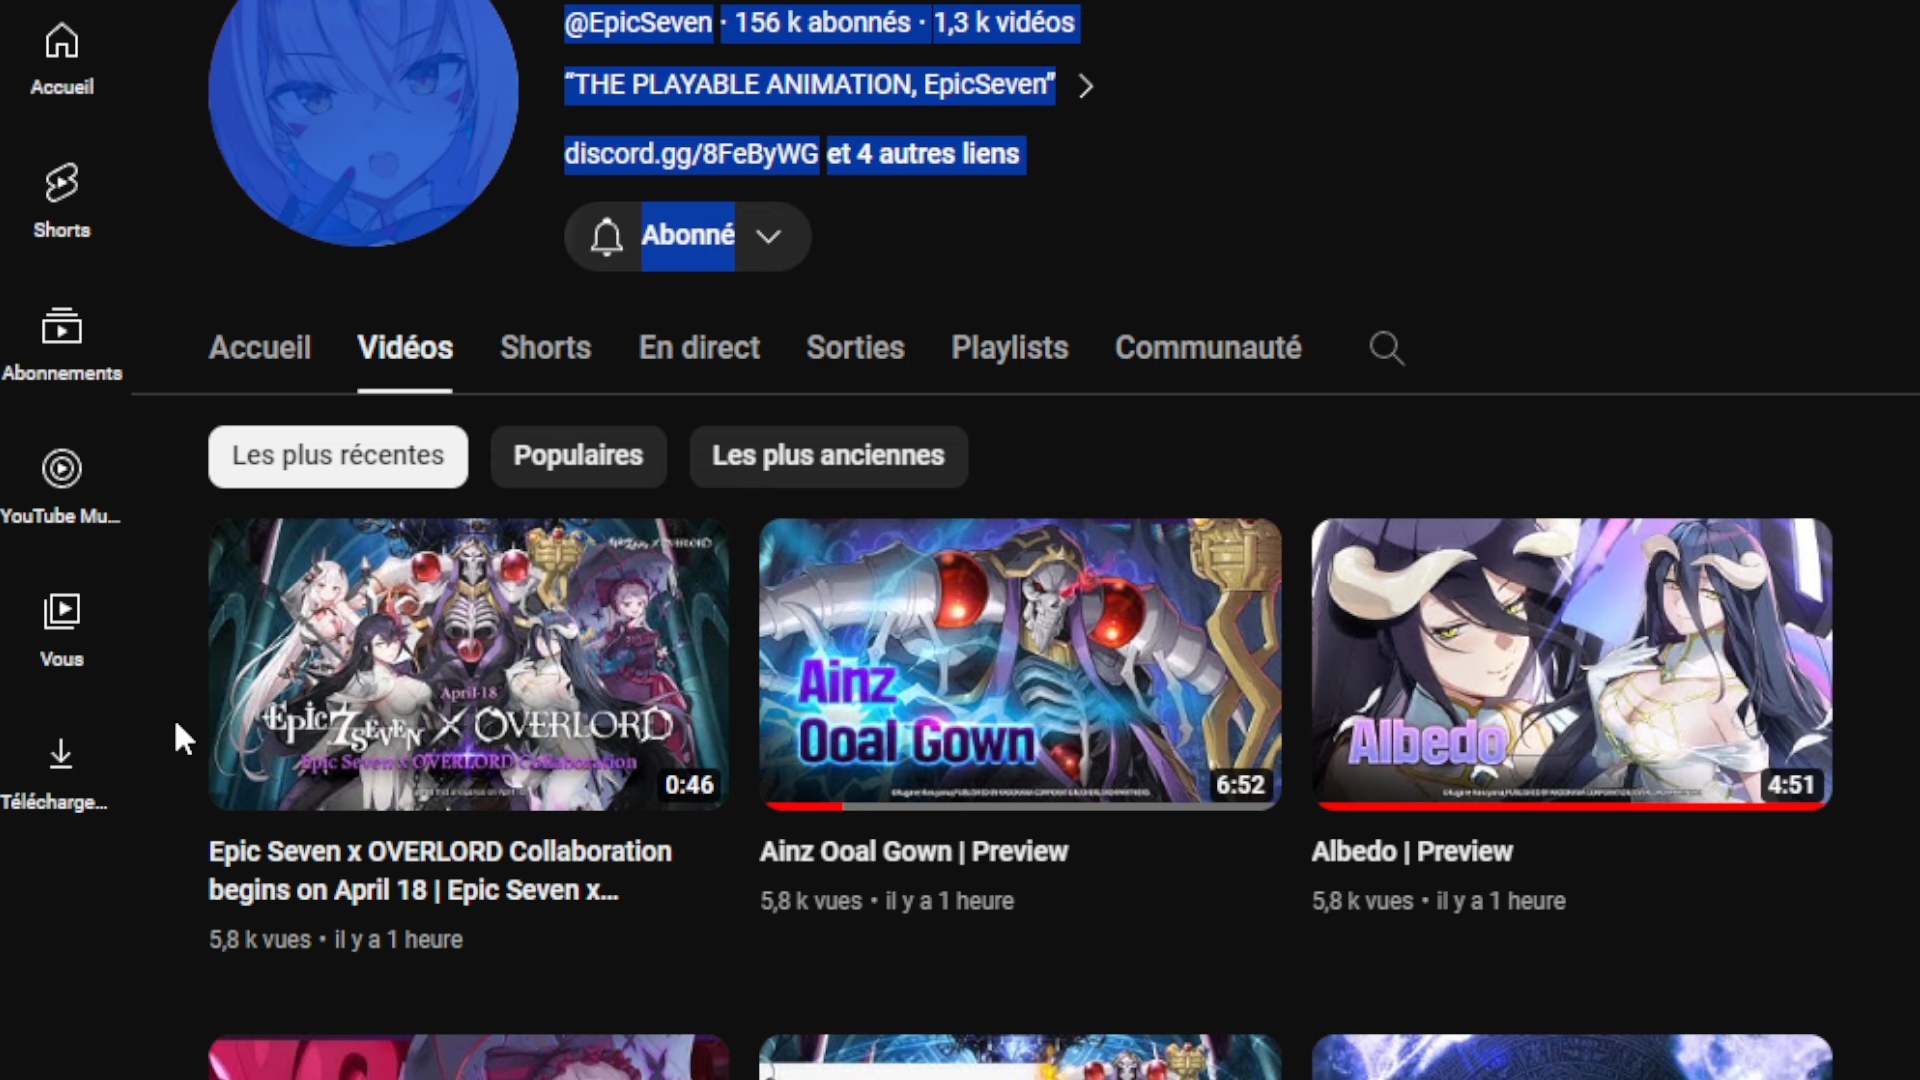 @EpicSeven · 156 k abonnés · 1,3 k vidéos
“THE PLAYABLE ANIMATION, EpicSeven”
discord.gg/8FeByWG et 4 autres liens
Abonné
Accueil
Shorts
Abonnements
YouTube Mu...
Vous
Télécharge...
Accueil Vidéos Shorts En direct Sorties Playlists Communauté
Les plus récentes Populaires Les plus anciennes
April 18
EPIC SEVEN X OVERLORD
Epic Seven x OVERLORD Collaboration
0:46
Ainz
Ooal Gown
6:52
Albedo
4:51
Epic Seven x OVERLORD Collaboration
begins on April 18 | Epic Seven x...
5,8 k vues • il y a 1 heure
Ainz Ooal Gown | Preview
5,8 k vues • il y a 1 heure
Albedo | Preview
5,8 k vues • il y a 1 heure